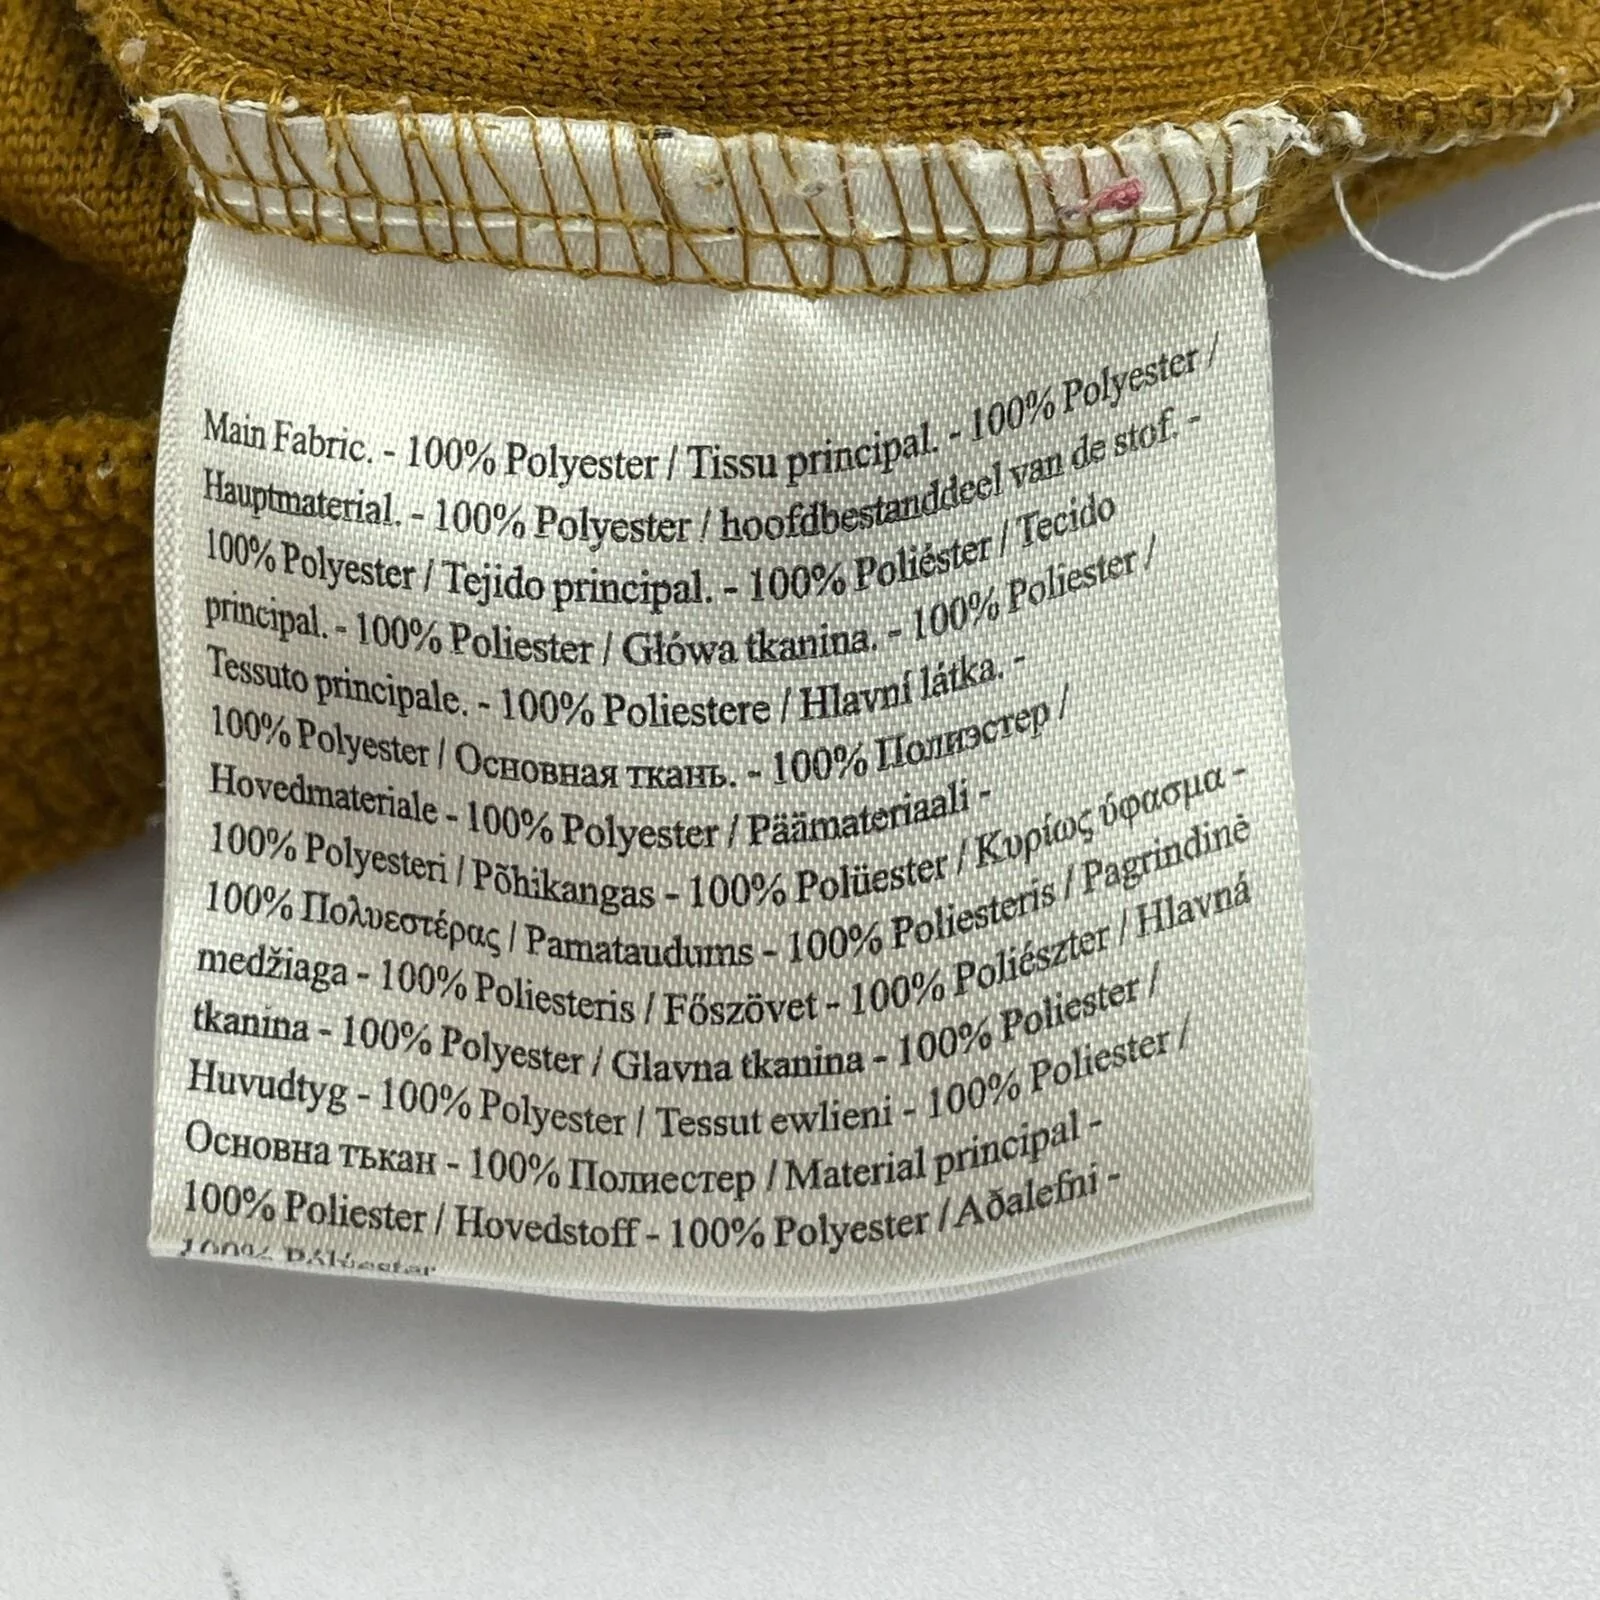 Main Fabric. - 100% Polyester / Tissu principal. - 100% Polyester /
Hauptmaterial. - 100% Polyester / hoofdbestanddeel van de stof. -
100% Polyester / Tejido principal. - 100% Poliéster / Tecido
principal. - 100% Poliester / Główa tkanina. - 100% Poliester /
Tessuto principale. - 100% Poliestere / Hlavní látka. -
100% Polyester / Основная ткань. - 100% Полиэстер /
Hovedmateriale - 100% Polyester / Päämateriaali -
100% Polyesteri / Põhikangas - 100% Polüester / Κυρίως ύφασμα -
100% Πολυεστέρας / Pamataudums - 100% Poliesteris / Pagrindinė
medžiaga - 100% Poliesteris / Főszövet - 100% Poliészter / Hlavná
tkanina - 100% Polyester / Glavna tkanina - 100% Poliester /
Huvudtyg - 100% Polyester / Tessut ewlieni - 100% Poliester /
Основна тъкан - 100% Полиестер / Material principal -
100% Poliester / Hovedstoff - 100% Polyester / Aðalefni -
100% Pólýester